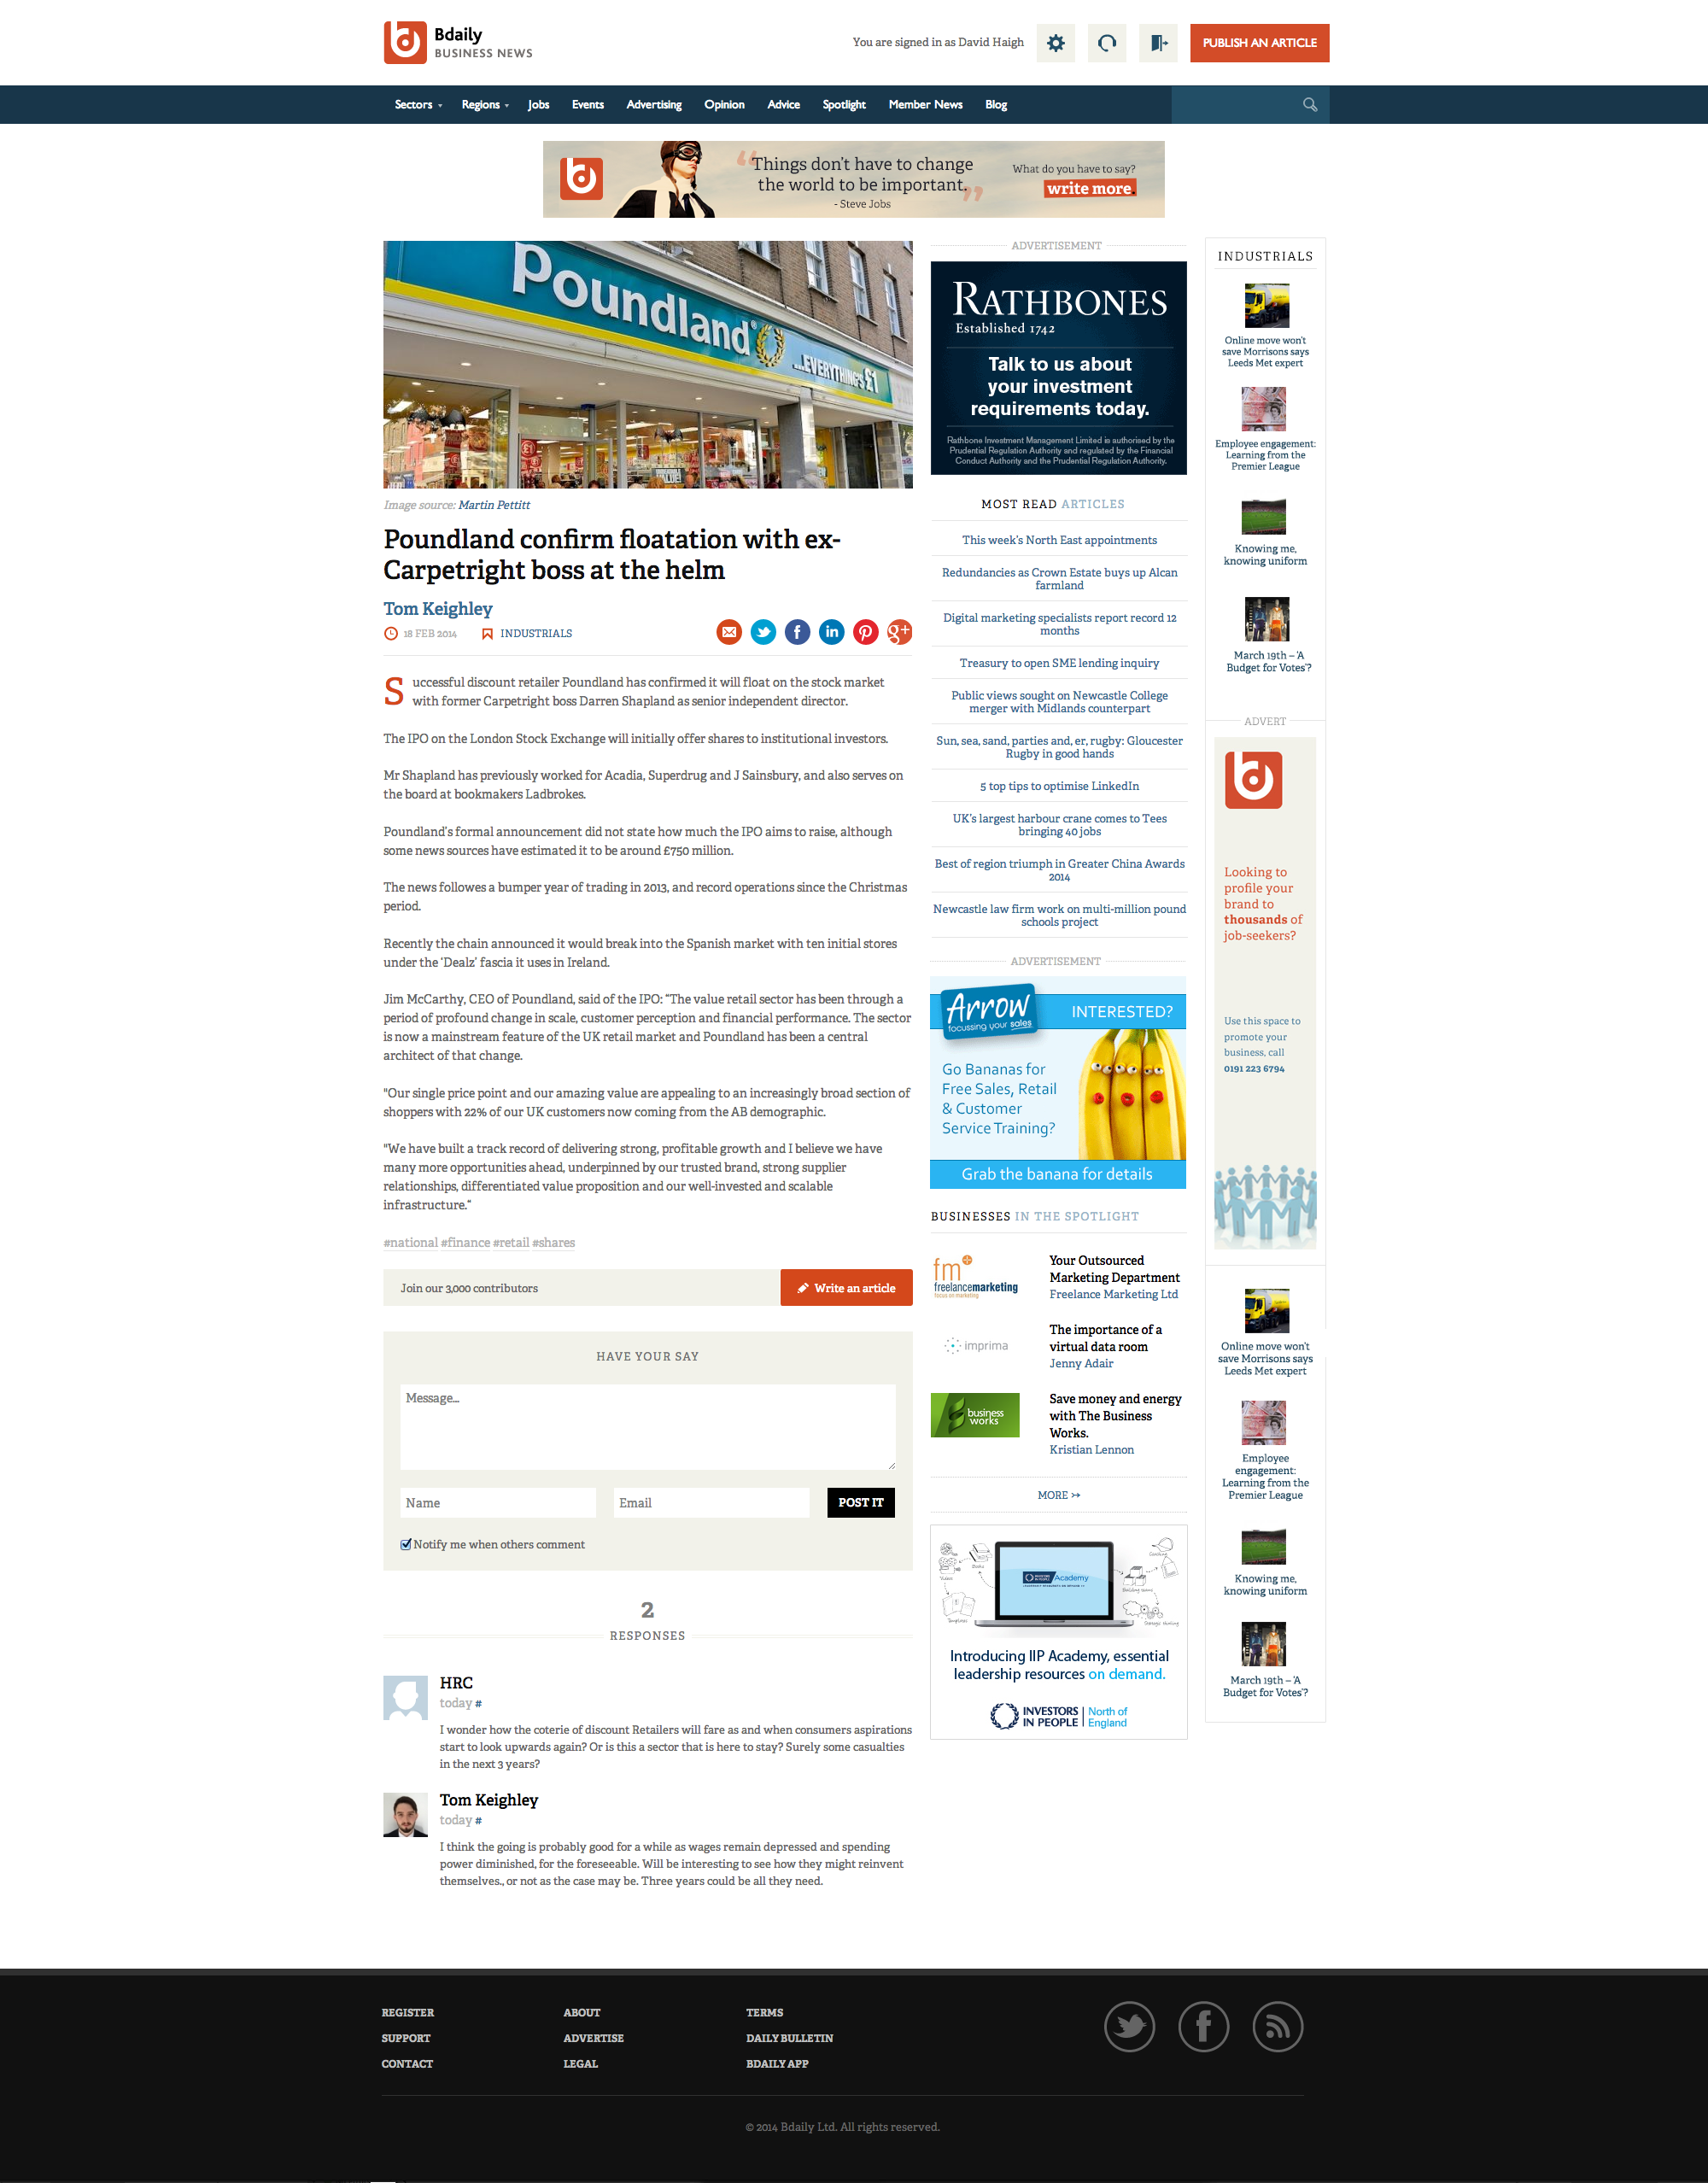 Bdaily
BUSINESS NEWS
You are signed in as David Haigh
PUBLISH AN ARTICLE
Sectors
Regions
Jobs
Events
Advertising
Opinion
Advice
Spotlight
Member News
Blog
“Things don't have to change
the world to be important.”
- Steve Jobs
What do you have to say?
write more.
Poundland
...EVERYTHING'S £1
Image source: Martin Pettitt
Poundland confirm floatation with ex-
Carpetright boss at the helm
Tom Keighley
18 FEB 2014
INDUSTRIALS
Successful discount retailer Poundland has confirmed it will float on the stock market
with former Carpetright boss Darren Shapland as senior independent director.
The IPO on the London Stock Exchange will initially offer shares to institutional investors.
Mr Shapland has previously worked for Acadia, Superdrug and J Sainsbury, and also serves on
the board at bookmakers Ladbrokes.
Poundland's formal announcement did not state how much the IPO aims to raise, although
some news sources have estimated it to be around £750 million.
The news followes a bumper year of trading in 2013, and record operations since the Christmas
period.
Recently the chain announced it would break into the Spanish market with ten initial stores
under the ‘Dealz’ fascia it uses in Ireland.
Jim McCarthy, CEO of Poundland, said of the IPO: “The value retail sector has been through a
period of profound change in scale, customer perception and financial performance. The sector
is now a mainstream feature of the UK retail market and Poundland has been a central
architect of that change.
"Our single price point and our amazing value are appealing to an increasingly broad section of
shoppers with 22% of our UK customers now coming from the AB demographic.
"We have built a track record of delivering strong, profitable growth and I believe we have
many more opportunities ahead, underpinned by our trusted brand, strong supplier
relationships, differentiated value proposition and our well-invested and scalable
infrastructure.”
#national #finance #retail #shares
Join our 3,000 contributors
Write an article
HAVE YOUR SAY
Message...
Name
Email
POST IT
Notify me when others comment
2
RESPONSES
HRC
today #
I wonder how the coterie of discount Retailers will fare as and when consumers aspirations
start to look upwards again? Or is this a sector that is here to stay? Surely some casualties
in the next 3 years?
Tom Keighley
today #
I think the going is probably good for a while as wages remain depressed and spending
power diminished, for the foreseeable. Will be interesting to see how they might reinvent
themselves., or not as the case may be. Three years could be all they need.
ADVERTISEMENT
RATHBONES
Established 1742
Talk to us about
your investment
requirements today.
Rathbone Investment Management Limited is authorised by the
Prudential Regulation Authority and regulated by the Financial
Conduct Authority and the Prudential Regulation Authority.
MOST READ ARTICLES
This week's North East appointments
Redundancies as Crown Estate buys up Alcan
farmland
Digital marketing specialists report record 12
months
Treasury to open SME lending inquiry
Public views sought on Newcastle College
merger with Midlands counterpart
Sun, sea, sand, parties and, er, rugby: Gloucester
Rugby in good hands
5 top tips to optimise LinkedIn
UK's largest harbour crane comes to Tees
bringing 40 jobs
Best of region triumph in Greater China Awards
2014
Newcastle law firm work on multi-million pound
schools project
ADVERTISEMENT
Arrow
focussing your sales
INTERESTED?
Go Bananas for
Free Sales, Retail
& Customer
Service Training?
Grab the banana for details
BUSINESSES IN THE SPOTLIGHT
fm
freelancemarketing
focus on marketing
Your Outsourced
Marketing Department
Freelance Marketing Ltd
imprima
The importance of a
virtual data room
Jenny Adair
business
works
Save money and energy
with The Business
Works.
Kristian Lennon
MORE
INVESTORS IN PEOPLE Academy
Books
Videos
Templates
Coaching
Building teams
Strategic thinking
Introducing IIP Academy, essential
leadership resources on demand.
INVESTORS
IN PEOPLE
North of
England
INDUSTRIALS
Online move won't
save Morrisons says
Leeds Met expert
Employee engagement:
Learning from the
Premier League
Knowing me,
knowing uniform
March 19th – 'A
Budget for Votes'?
ADVERT
Looking to
profile your
brand to
thousands of
job-seekers?
Use this space to
promote your
business, call
0191 223 6794
Online move won't
save Morrisons says
Leeds Met expert
Employee
engagement:
Learning from the
Premier League
Knowing me,
knowing uniform
March 19th – 'A
Budget for Votes'?
REGISTER
SUPPORT
CONTACT
ABOUT
ADVERTISE
LEGAL
TERMS
DAILY BULLETIN
BDAILY APP
© 2014 Bdaily Ltd. All rights reserved.